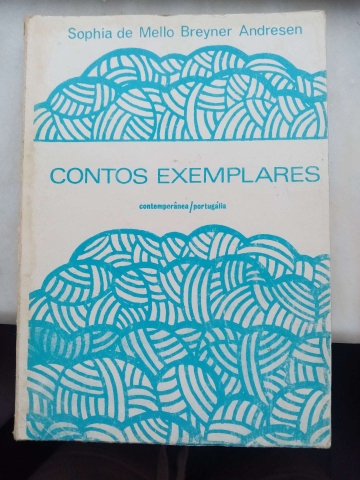 Sophia de Mello Breyner Andresen
CONTOS EXEMPLARES
contemporânea/portugália